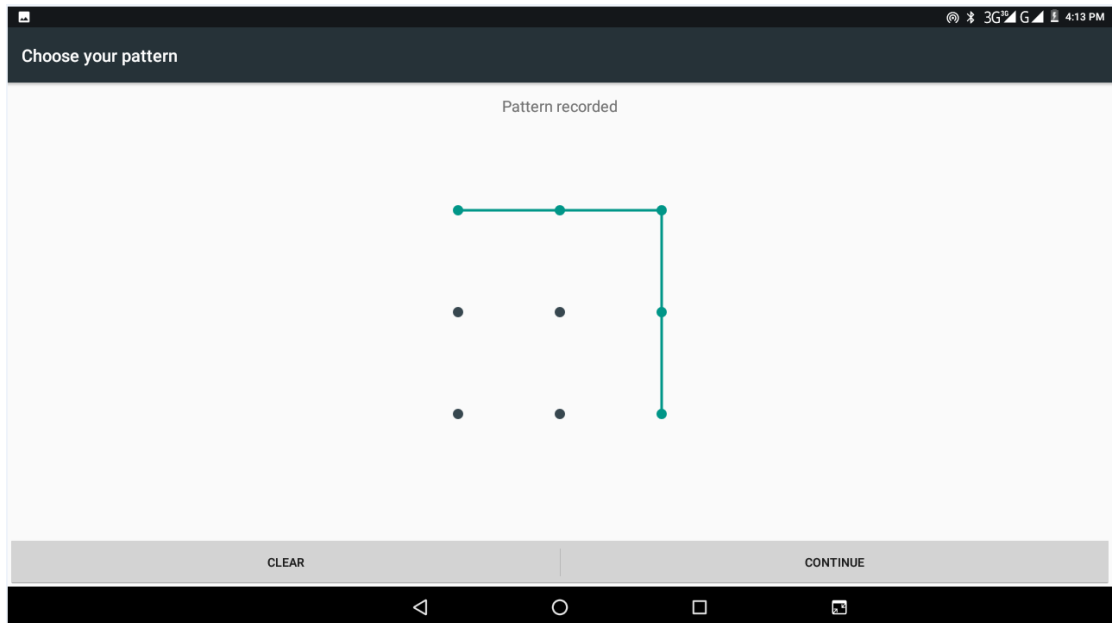 3G 3G G 4:13 PM
Choose your pattern
Pattern recorded
CLEAR CONTINUE